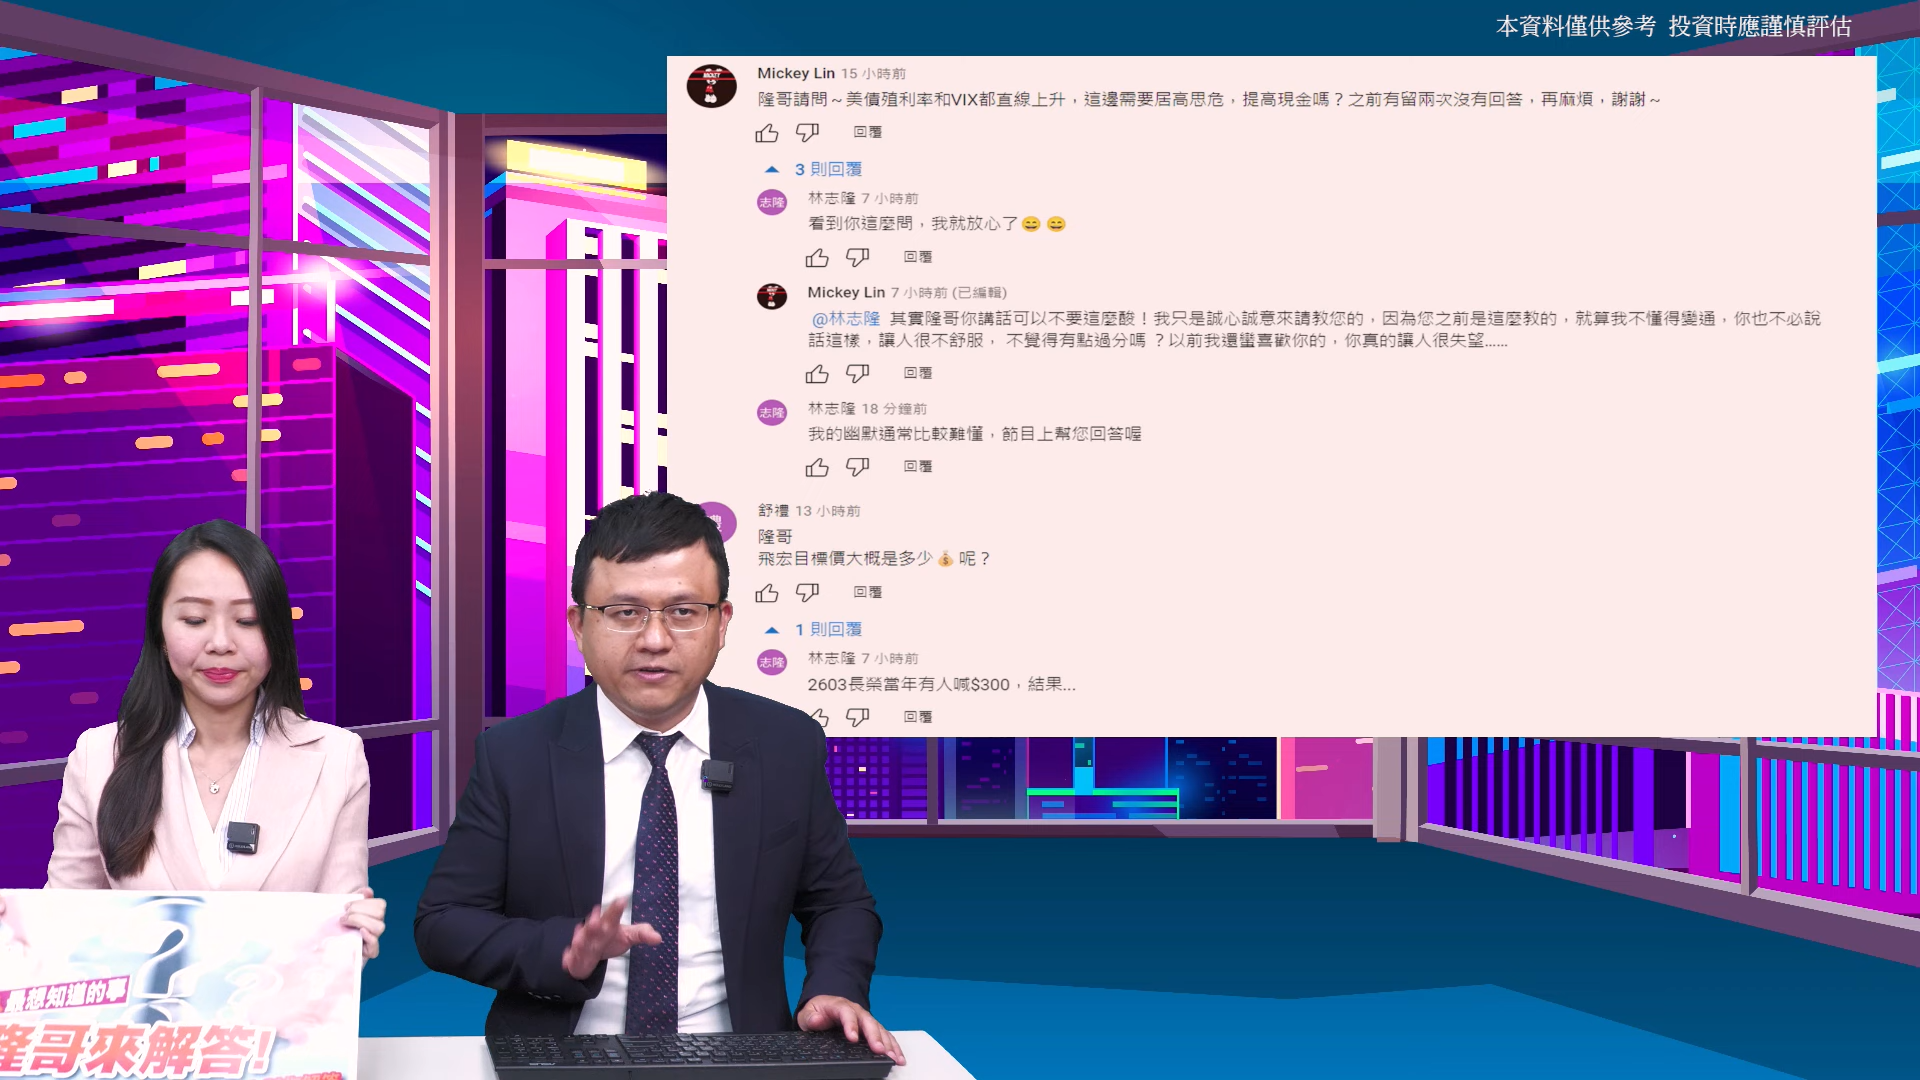 本資料僅供參考 投資時應謹慎評估
Mickey Lin 15 小時前
隆哥請問～美債殖利率和VIX都直線上升，這邊需要居高思危，提高現金嗎？之前有留兩次沒有回答，再麻煩，謝謝～
回覆
3 則回覆
志隆
林志隆 7 小時前
看到你這麼問，我就放心了😄 😄
回覆
Mickey Lin 7 小時前 (已編輯)
@林志隆 其實隆哥你講話可以不要這麼酸！我只是誠心誠意來請教您的，因為您之前是這麼教的，就算我不懂得變通，你也不必說
話這樣，讓人很不舒服， 不覺得有點過分嗎 ？以前我還蠻喜歡你的，你真的讓人很失望......
回覆
志隆
林志隆 18 分鐘前
我的幽默通常比較難懂，節目上幫您回答喔
回覆
舒禮 13 小時前
隆哥
飛宏目標價大概是多少💰呢？
回覆
1 則回覆
志隆
林志隆 7 小時前
2603長榮當年有人喊$300，結果...
回覆
最想知道的事
隆哥來解答!